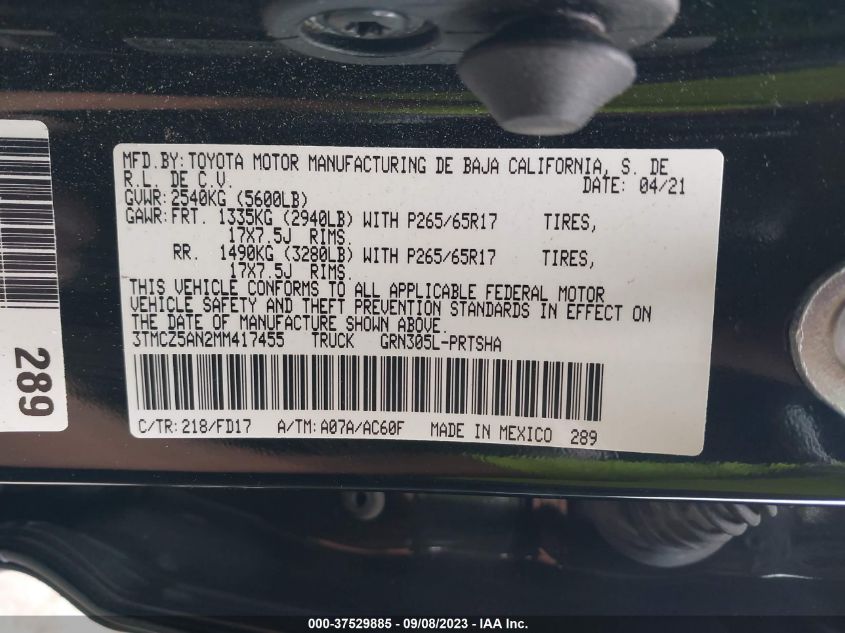 MFD.BY:TOYOTA MOTOR MANUFACTURING DE BAJA CALIFORNIA, S. DE
R.L. DE C.V. DATE: 04/21
GVWR:2540KG (5600LB)
GAWR:FRT. 1335KG (2940LB) WITH P265/65R17 TIRES,
17X7.5J RIMS.
RR. 1490KG (3280LB) WITH P265/65R17 TIRES,
17X7.5J RIMS.
THIS VEHICLE CONFORMS TO ALL APPLICABLE FEDERAL MOTOR
VEHICLE SAFETY AND THEFT PREVENTION STANDARDS IN EFFECT ON
THE DATE OF MANUFACTURE SHOWN ABOVE.
3TMCZ5AN2MM417455 TRUCK GRN305L-PRTSHA
C/TR:218/FD17 A/TM:A07A/AC60F MADE IN MEXICO 289
289
000-37529885 - 09/08/2023 - IAA Inc.